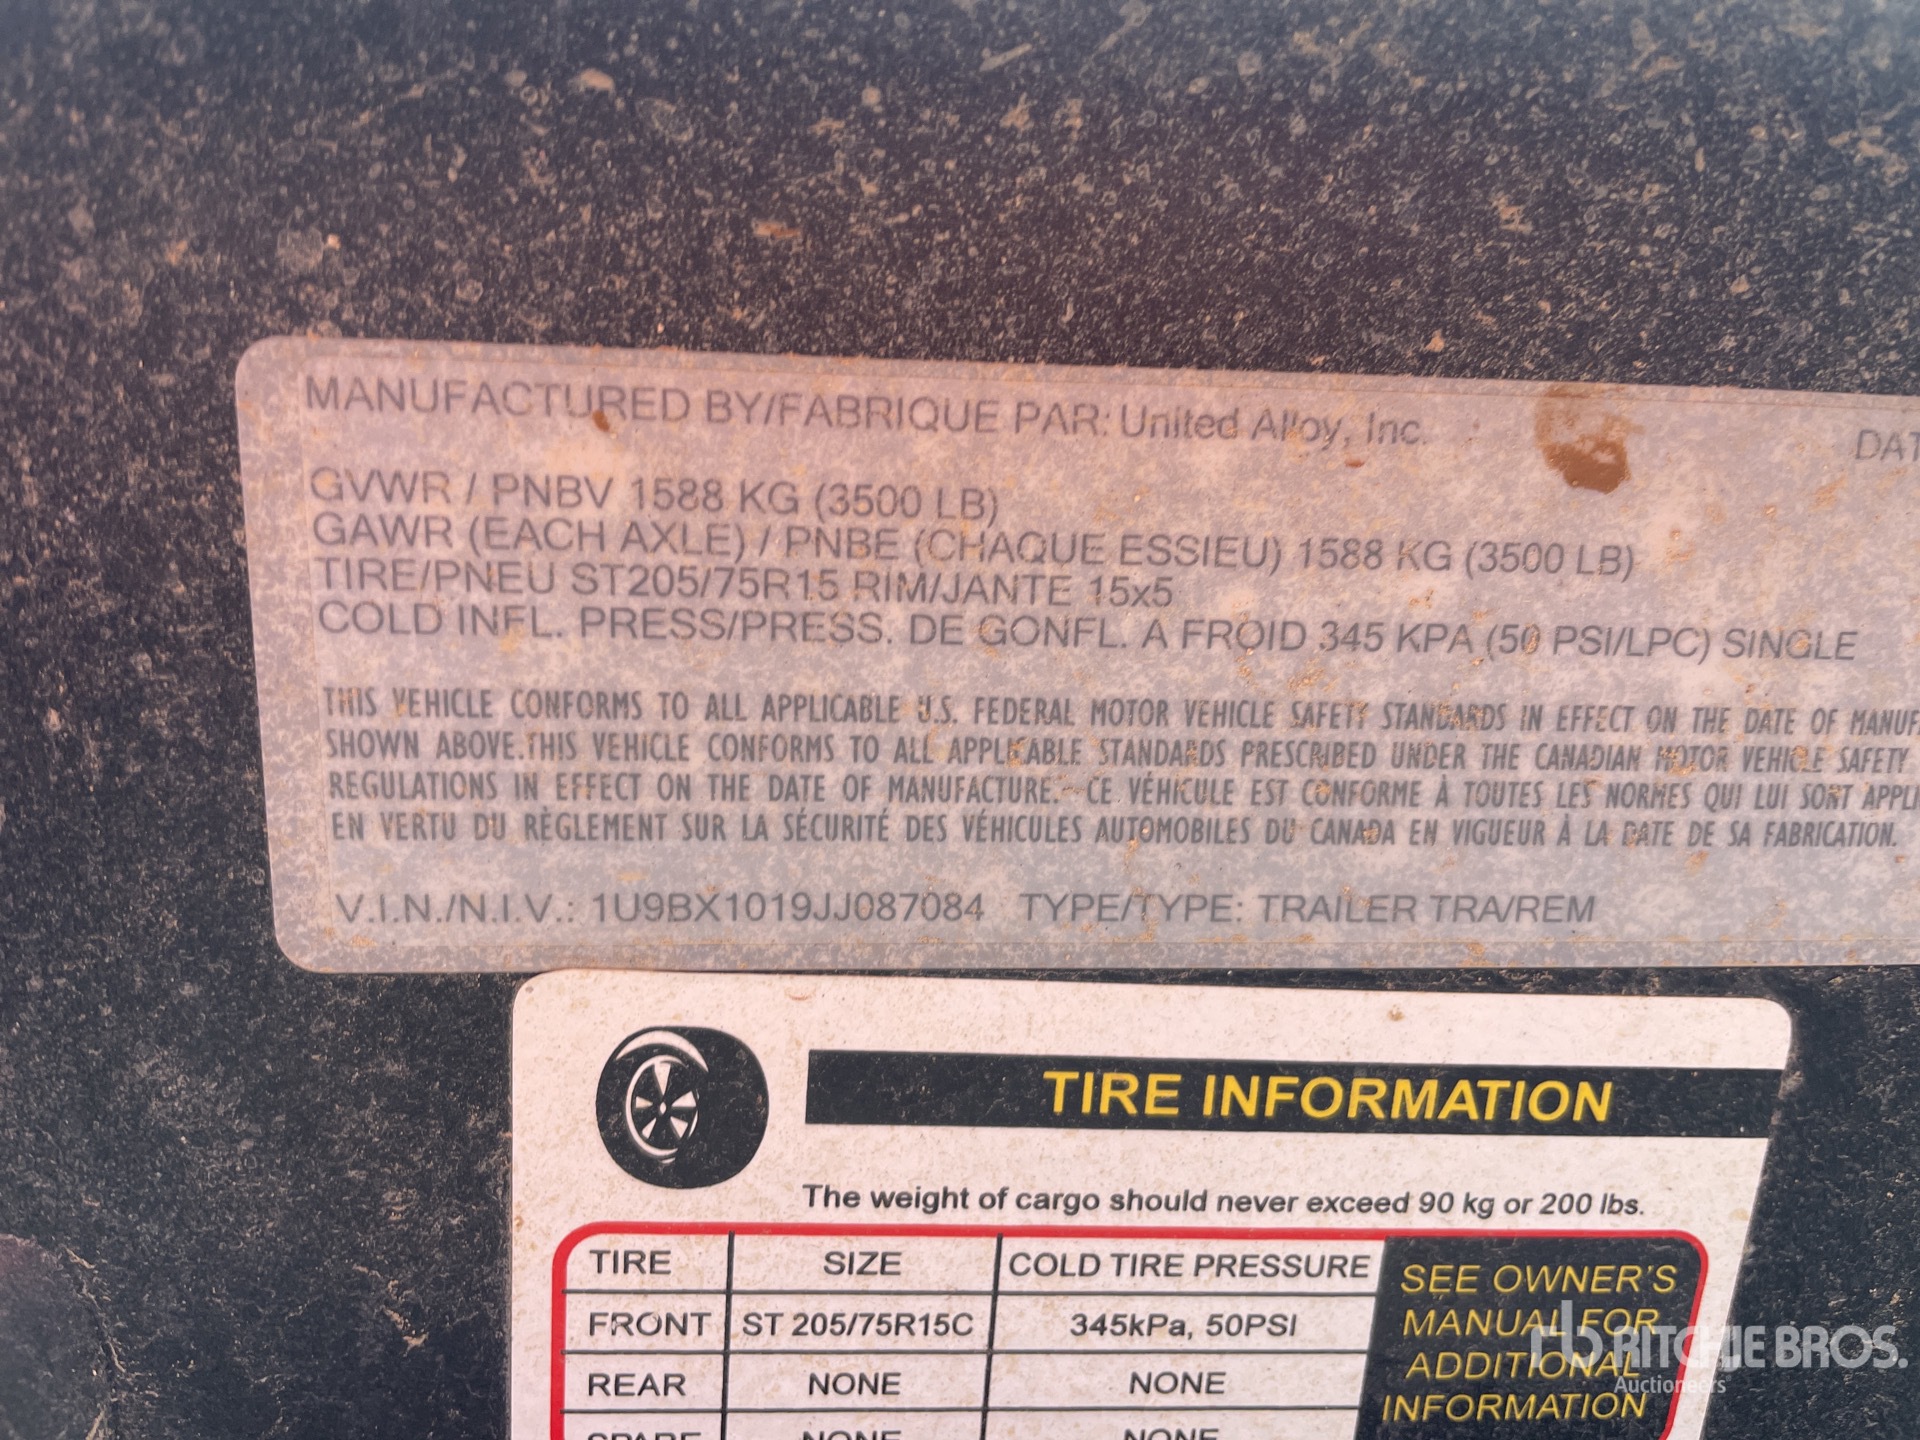 MANUFACTURED BY/FABRIQUE PAR: United Alloy, Inc.
DAT
GVWR / PNBV 1588 KG (3500 LB)
GAWR (EACH AXLE) / PNBE (CHAQUE ESSIEU) 1588 KG (3500 LB)
TIRE/PNEU ST205/75R15 RIM/JANTE 15x5
COLD INFL. PRESS/PRESS. DE GONFL. A FROID 345 KPA (50 PSI/LPC) SINGLE
THIS VEHICLE CONFORMS TO ALL APPLICABLE U.S. FEDERAL MOTOR VEHICLE SAFETY STANDARDS IN EFFECT ON THE DATE OF MANUF
SHOWN ABOVE.THIS VEHICLE CONFORMS TO ALL APPLICABLE STANDARDS PRESCRIBED UNDER THE CANADIAN MOTOR VEHICLE SAFETY
REGULATIONS IN EFFECT ON THE DATE OF MANUFACTURE. CE VÉHICULE EST CONFORME À TOUTES LES NORMES QUI LUI SONT APPLI
EN VERTU DU RÈGLEMENT SUR LA SÉCURITÉ DES VÉHICULES AUTOMOBILES DU CANADA EN VIGUEUR À LA DATE DE SA FABRICATION.
V.I.N./N.I.V.: 1U9BX1019JJ087084 TYPE/TYPE: TRAILER TRA/REM
TIRE INFORMATION
The weight of cargo should never exceed 90 kg or 200 lbs.
TIRE SIZE COLD TIRE PRESSURE
FRONT ST 205/75R15C 345kPa, 50PSI
REAR NONE NONE
SPARE NONE NONE
SEE OWNER'S
MANUAL FOR
ADDITIONAL
INFORMATION
rb RITCHIE BROS.
Auctioneers